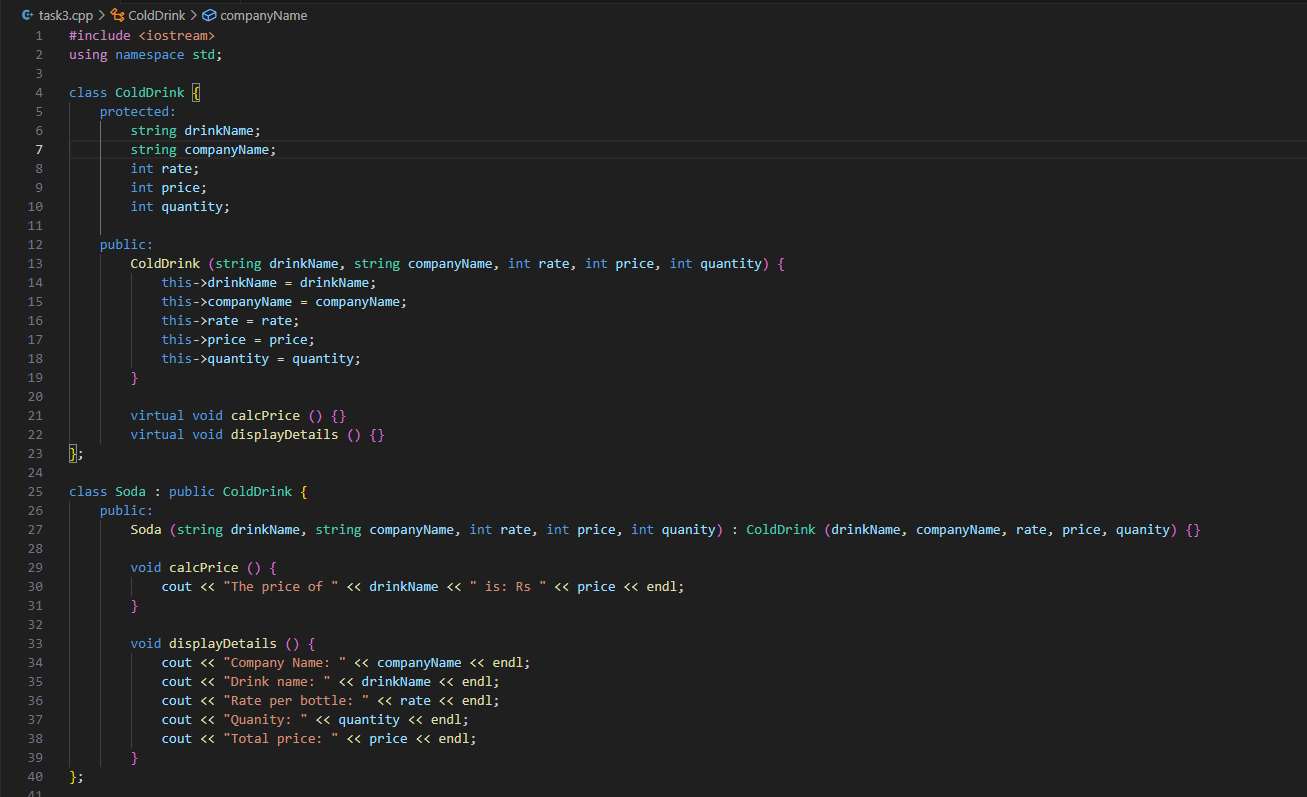 task3.cpp > ColdDrink > companyName
1 #include <iostream>
2 using namespace std;
3
4 class ColdDrink {
5     protected:
6         string drinkName;
7         string companyName;
8         int rate;
9         int price;
10         int quantity;
11
12     public:
13         ColdDrink (string drinkName, string companyName, int rate, int price, int quantity) {
14             this->drinkName = drinkName;
15             this->companyName = companyName;
16             this->rate = rate;
17             this->price = price;
18             this->quantity = quantity;
19         }
20
21         virtual void calcPrice () {}
22         virtual void displayDetails () {}
23 };
24
25 class Soda : public ColdDrink {
26     public:
27         Soda (string drinkName, string companyName, int rate, int price, int quanity) : ColdDrink (drinkName, companyName, rate, price, quanity) {}
28
29         void calcPrice () {
30             cout << "The price of " << drinkName << " is: Rs " << price << endl;
31         }
32
33         void displayDetails () {
34             cout << "Company Name: " << companyName << endl;
35             cout << "Drink name: " << drinkName << endl;
36             cout << "Rate per bottle: " << rate << endl;
37             cout << "Quanity: " << quantity << endl;
38             cout << "Total price: " << price << endl;
39         }
40 };
41